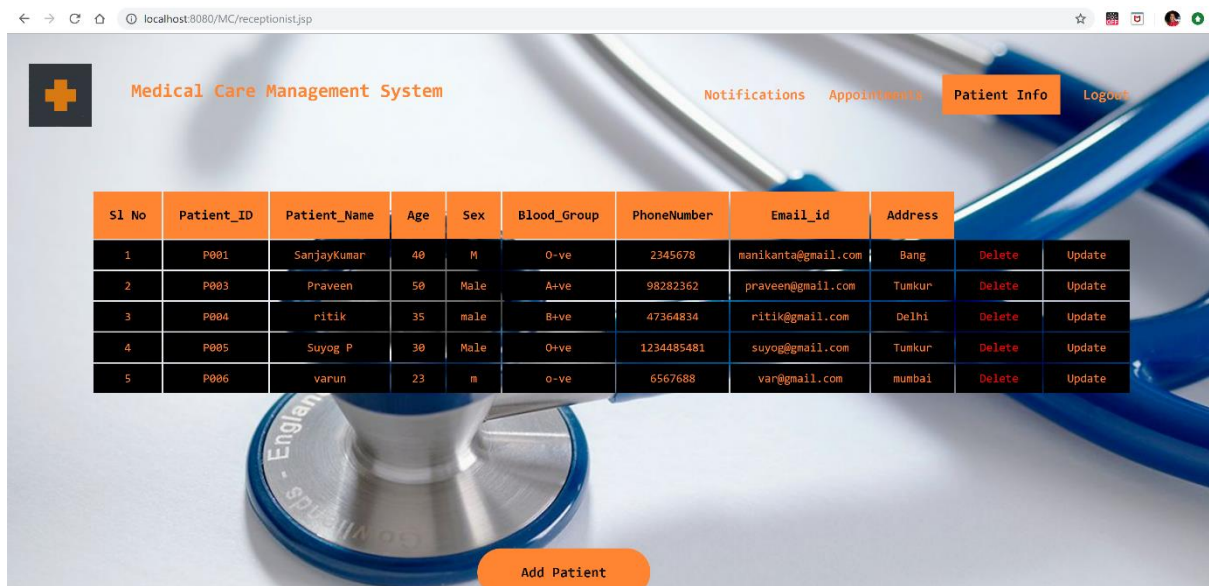 localhost:8080/MC/receptionist.jsp
Medical Care Management System Notifications Appointments Patient Info Logout
Sl No Patient_ID Patient_Name Age Sex Blood_Group PhoneNumber Email_id Address
1 P001 SanjayKumar 40 M O-ve 2345678 manikanta@gmail.com Bang Delete Update
2 P003 Praveen 50 Male A+ve 98282362 praveen@gmail.com Tumkur Delete Update
3 P004 ritik 35 male B+ve 47364834 ritik@gmail.com Delhi Delete Update
4 P005 Suyog P 30 Male O+ve 1234485481 suyog@gmail.com Tumkur Delete Update
5 P006 varun 23 m o-ve 6567688 var@gmail.com mumbai Delete Update
England
Add Patient